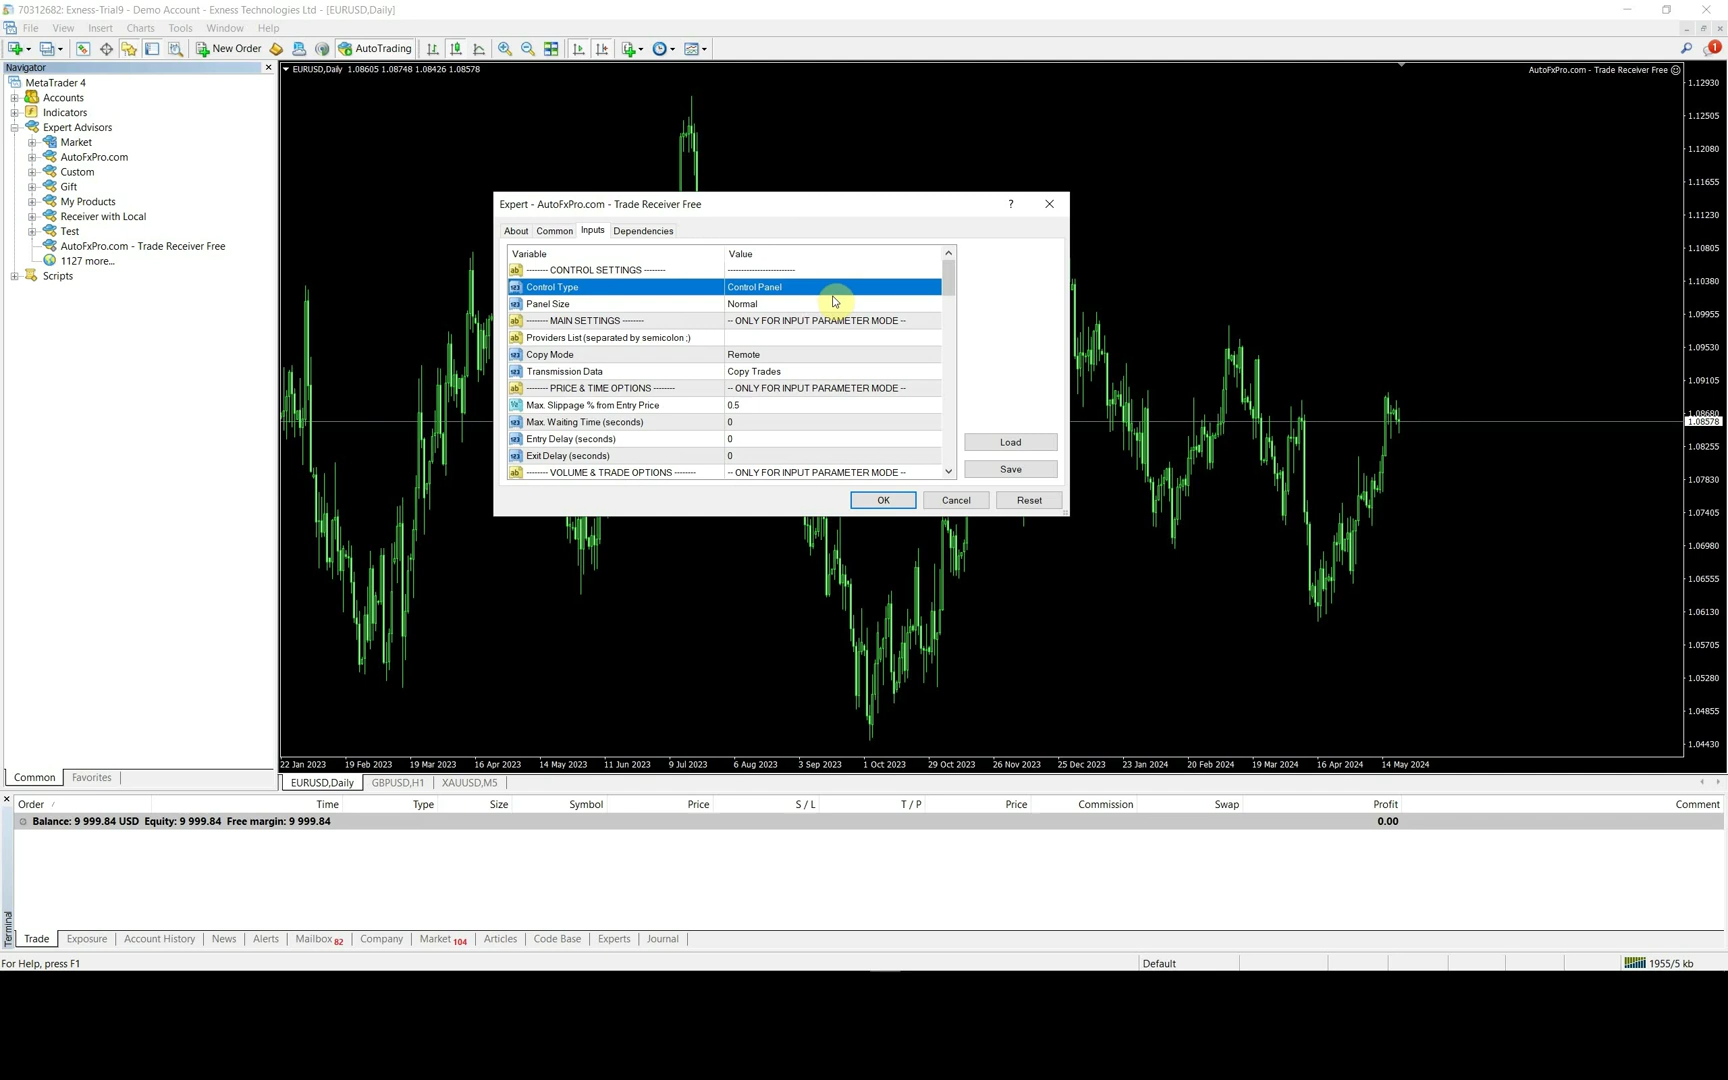 70312682: Exness-Trial9 - Demo Account - Exness Technologies Ltd - [EURUSD,Daily]
File View Insert Charts Tools Window Help
New Order AutoTrading 1
Navigator
MetaTrader 4
Accounts
Indicators
Expert Advisors
Market
AutoFxPro.com
Custom
Gift
My Products
Receiver with Local
Test
AutoFxPro.com - Trade Receiver Free
1127 more...
Scripts
Common Favorites
EURUSD,Daily 1.08605 1.08748 1.08426 1.08578
AutoFxPro.com - Trade Receiver Free
1.12930
1.12505
1.12080
1.11655
1.11230
1.10805
1.10380
1.09955
1.09530
1.09105
1.08680
1.08578
1.08255
1.07830
1.07405
1.06980
1.06555
1.06130
1.05705
1.05280
1.04855
1.04430
Expert - AutoFxPro.com - Trade Receiver Free ?
About Common Inputs Dependencies
Variable Value
-------- CONTROL SETTINGS -------- ------------------------
Control Type Control Panel
Panel Size Normal
-------- MAIN SETTINGS -------- -- ONLY FOR INPUT PARAMETER MODE --
Providers List (separated by semicolon ;)
Copy Mode Remote
Transmission Data Copy Trades
-------- PRICE & TIME OPTIONS -------- -- ONLY FOR INPUT PARAMETER MODE --
Max. Slippage % from Entry Price 0.5
Max. Waiting Time (seconds) 0
Entry Delay (seconds) 0
Exit Delay (seconds) 0
-------- VOLUME & TRADE OPTIONS -------- -- ONLY FOR INPUT PARAMETER MODE --
Load
Save
OK Cancel Reset
22 Jan 2023 19 Feb 2023 19 Mar 2023 16 Apr 2023 14 May 2023 11 Jun 2023 9 Jul 2023 6 Aug 2023 3 Sep 2023 1 Oct 2023 29 Oct 2023 26 Nov 2023 25 Dec 2023 23 Jan 2024 20 Feb 2024 19 Mar 2024 16 Apr 2024 14 May 2024
EURUSD,Daily GBPUSD,H1 XAUUSD,M5
Order / Time Type Size Symbol Price S / L T / P Price Commission Swap Profit Comment
Balance: 9 999.84 USD Equity: 9 999.84 Free margin: 9 999.84 0.00
Terminal
Trade Exposure Account History News Alerts Mailbox 82 Company Market 104 Articles Code Base Experts Journal
For Help, press F1 Default 1955/5 kb